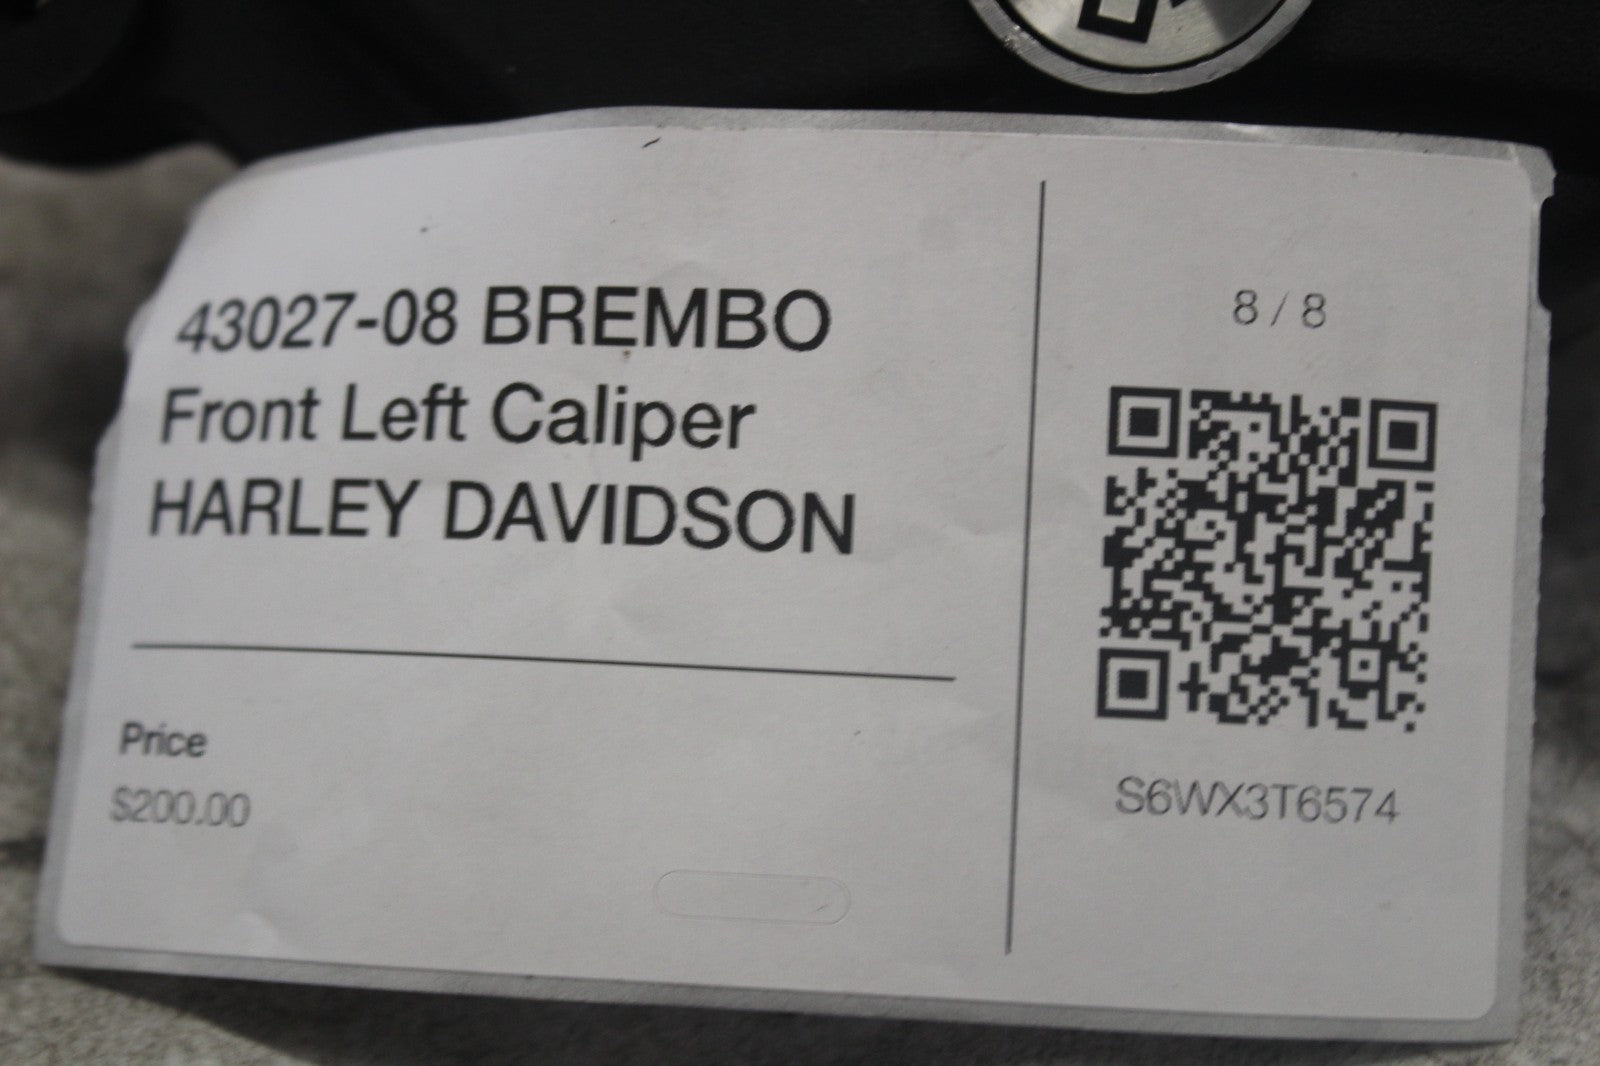 43027-08 BREMBO
Front Left Caliper
HARLEY DAVIDSON
Price
$200.00
8 / 8
S6WX3T6574